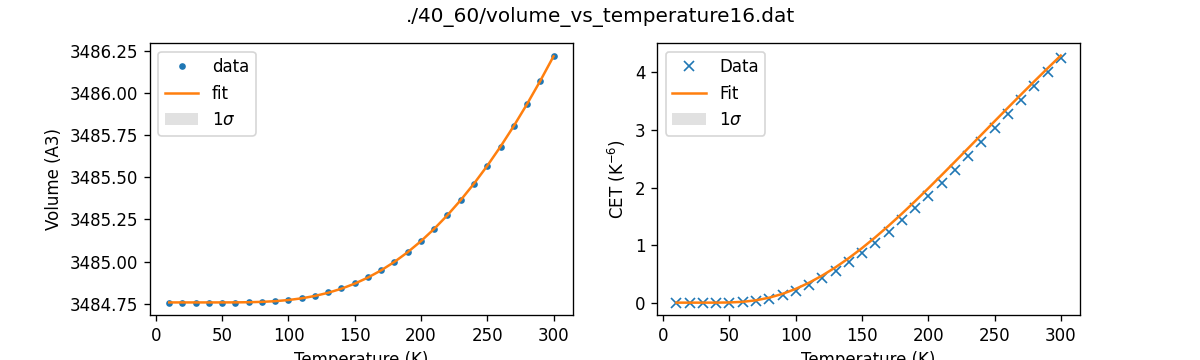 ./40_60/volume_vs_temperature16.dat
Volume (A3)
3486.25
3486.00
3485.75
3485.50
3485.25
3485.00
3484.75
data
fit
1σ
0 50 100 150 200 250 300
Temperature (K)
CET (K⁻⁶)
4
3
2
1
0
Data
Fit
1σ
0 50 100 150 200 250 300
Temperature (K)